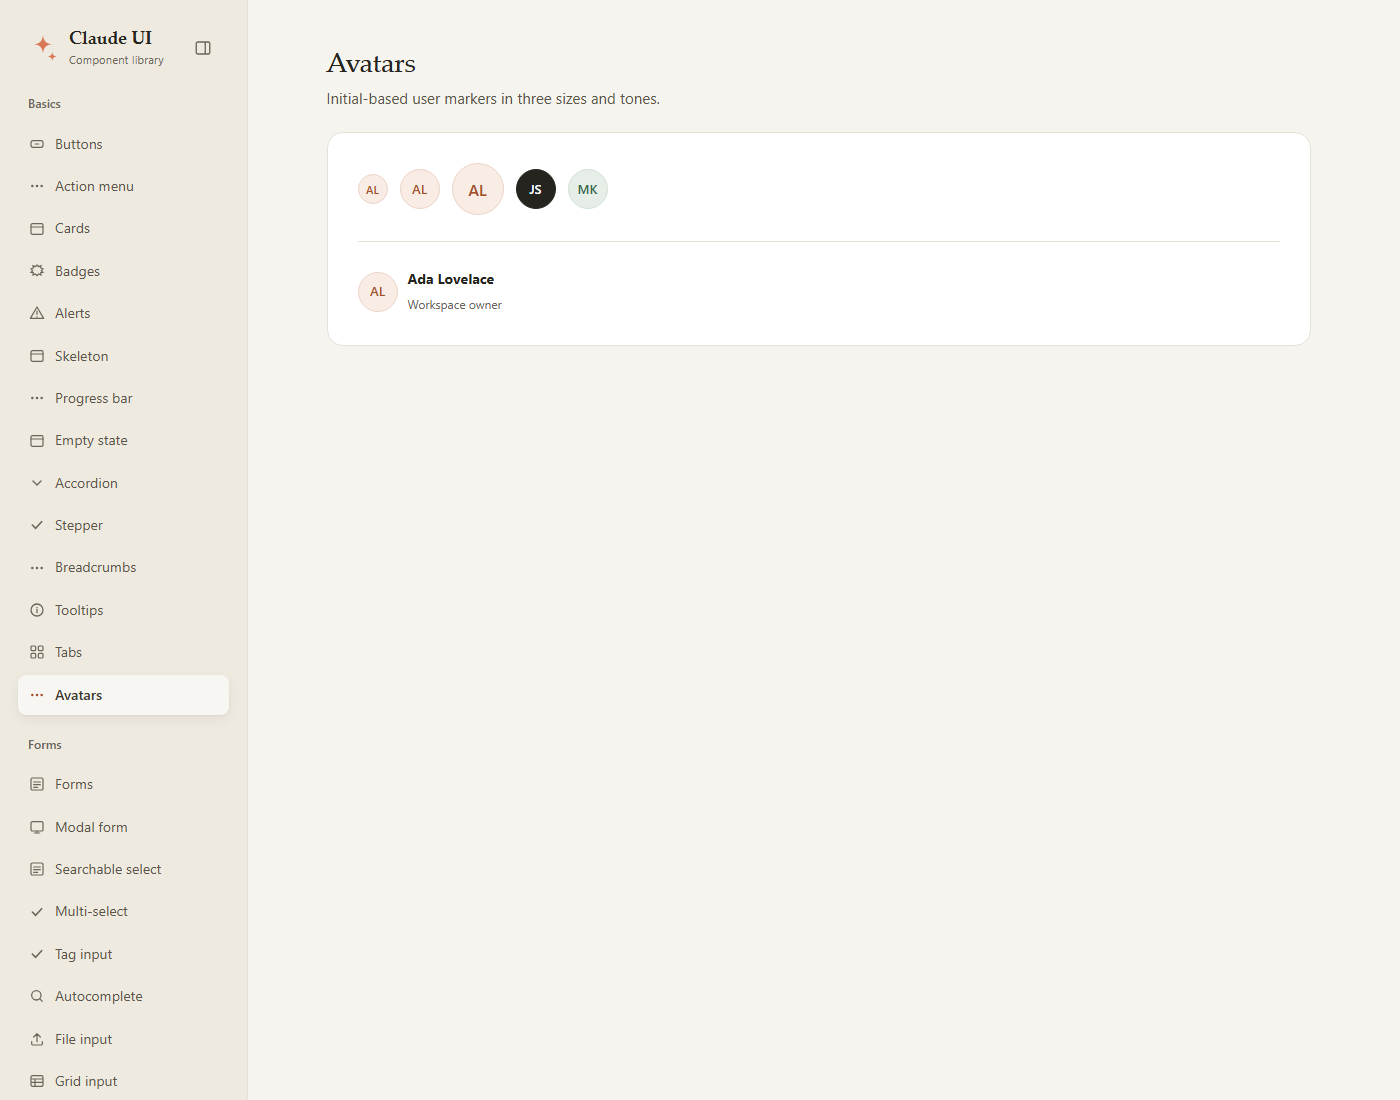 Claude UI
Component library
Basics
Buttons
Action menu
Cards
Badges
Alerts
Skeleton
Progress bar
Empty state
Accordion
Stepper
Breadcrumbs
Tooltips
Tabs
Avatars
Forms
Forms
Modal form
Searchable select
Multi-select
Tag input
Autocomplete
File input
Grid input
Avatars
Initial-based user markers in three sizes and tones.
AL AL AL JS MK
AL
Ada Lovelace
Workspace owner